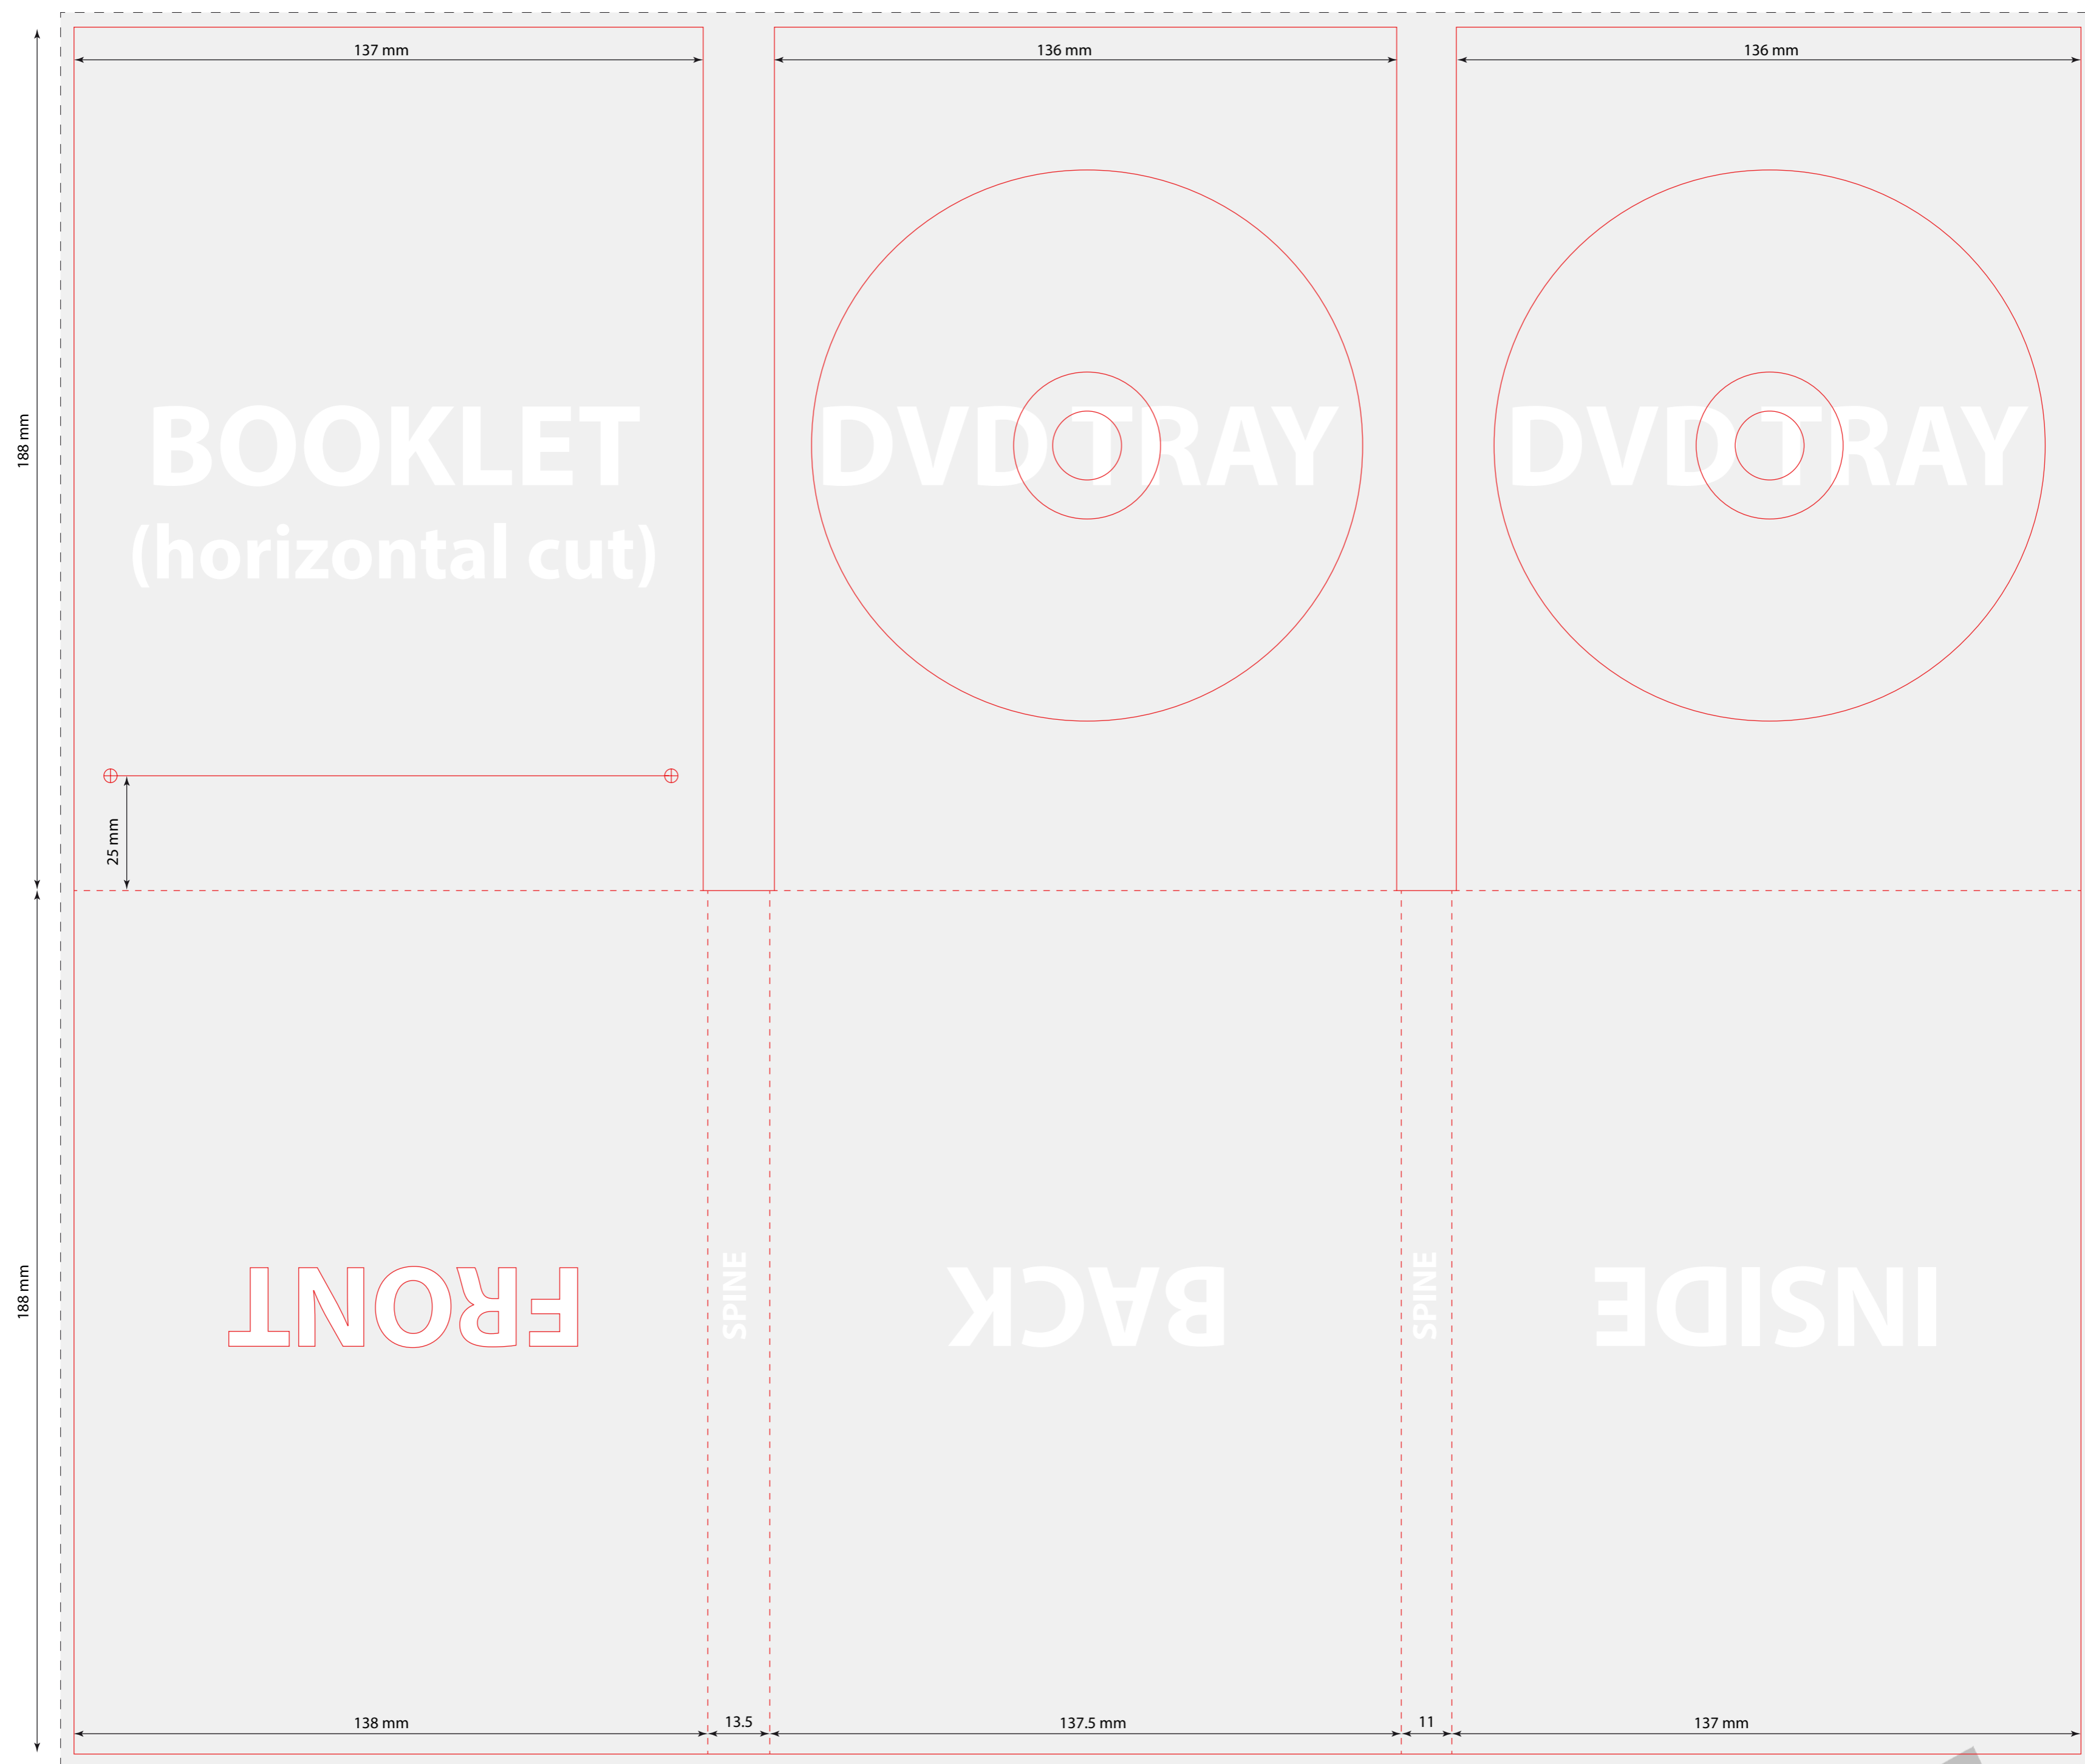 137 mm
136 mm
136 mm
188 mm
BOOKLET
DVD TRAY
DVD TRAY
(horizontal cut)
25 mm
188 mm
FRONT
SPINE
BACK
SPINE
INSIDE
138 mm
13.5
137.5 mm
11
137 mm